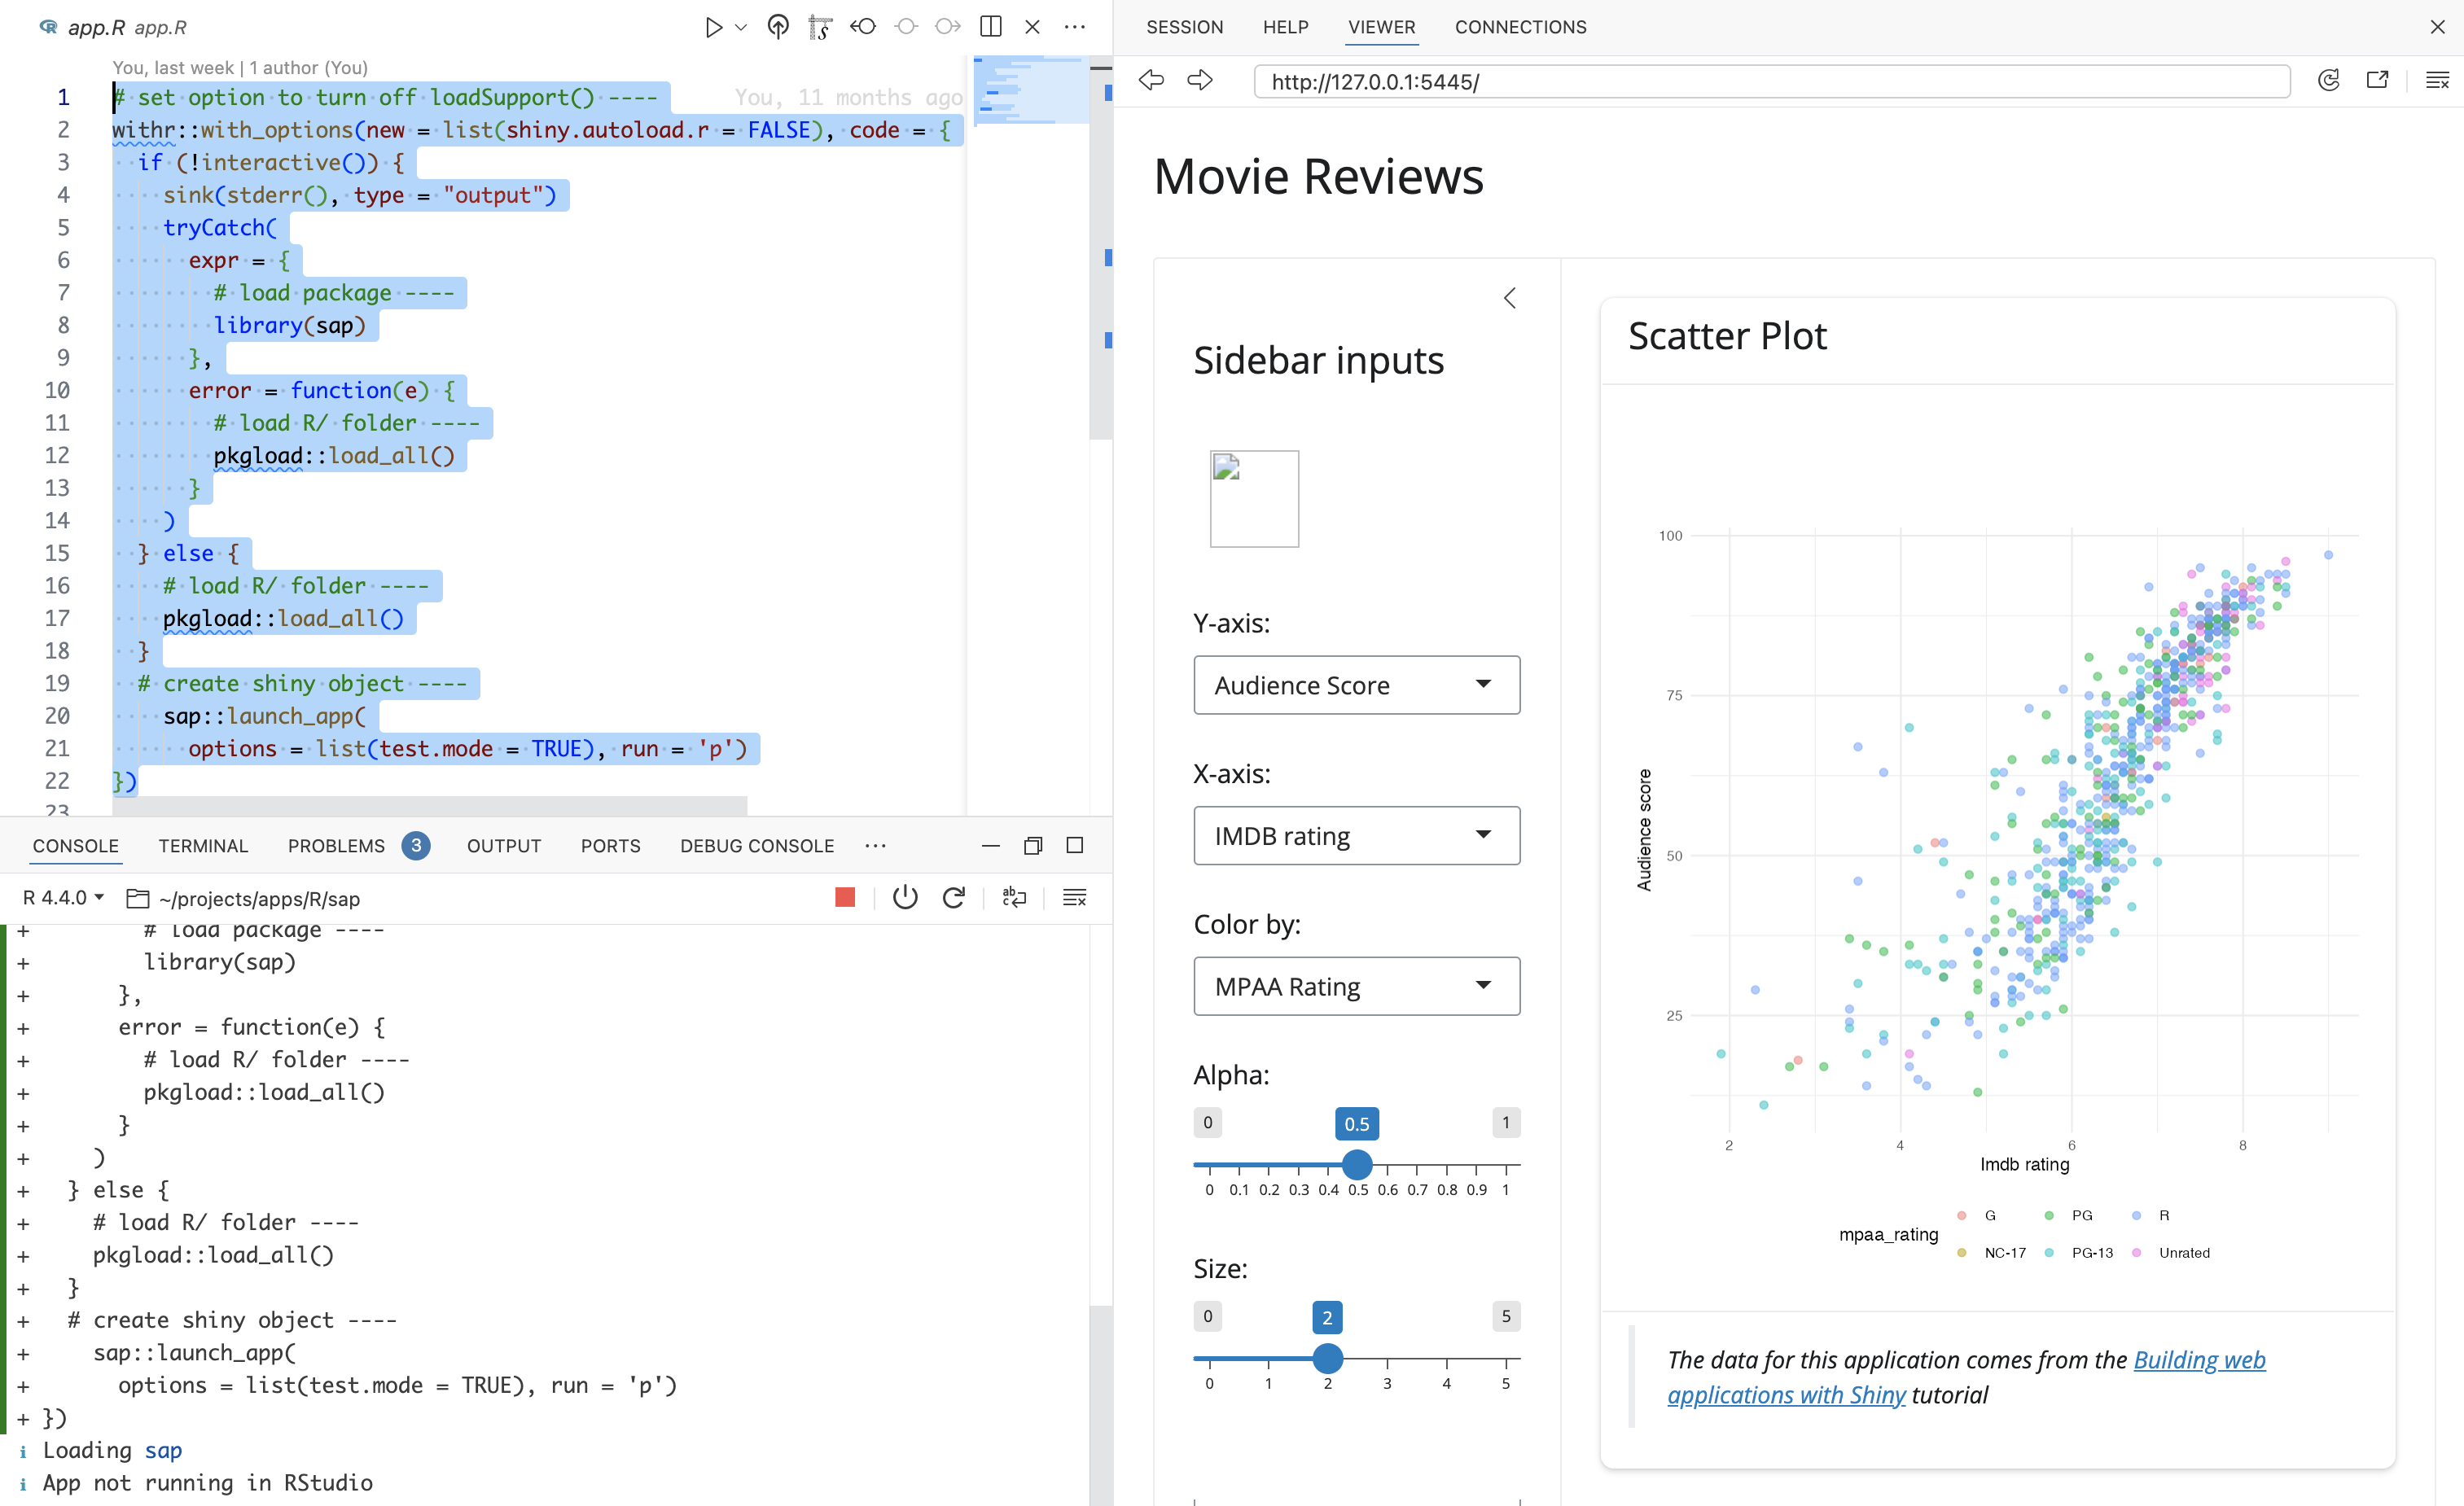 app.R app.R
You, last week | 1 author (You)
1 # set option to turn off loadSupport() ---- You, 11 months ago
2 withr::with_options(new = list(shiny.autoload.r = FALSE), code = {
3 if (!interactive()) {
4 sink(stderr(), type = "output")
5 tryCatch(
6 expr = {
7 # load package ----
8 library(sap)
9 },
10 error = function(e) {
11 # load R/ folder ----
12 pkgload::load_all()
13 }
14 )
15 } else {
16 # load R/ folder ----
17 pkgload::load_all()
18 }
19 # create shiny object ----
20 sap::launch_app(
21 options = list(test.mode = TRUE), run = 'p')
22 })
23
CONSOLE TERMINAL PROBLEMS 3 OUTPUT PORTS DEBUG CONSOLE
R 4.4.0 ~/projects/apps/R/sap
+ # load package ----
+ library(sap)
+ },
+ error = function(e) {
+ # load R/ folder ----
+ pkgload::load_all()
+ }
+ )
+ } else {
+ # load R/ folder ----
+ pkgload::load_all()
+ }
+ # create shiny object ----
+ sap::launch_app(
+ options = list(test.mode = TRUE), run = 'p')
+ })
i Loading sap
i App not running in RStudio
SESSION HELP VIEWER CONNECTIONS
http://127.0.0.1:5445/
Movie Reviews
Sidebar inputs
Y-axis:
Audience Score
X-axis:
IMDB rating
Color by:
MPAA Rating
Alpha:
0 0.5 1
0 0.1 0.2 0.3 0.4 0.5 0.6 0.7 0.8 0.9 1
Size:
0 2 5
0 1 2 3 4 5
Scatter Plot
100
75
50
25
Audience score
2 4 6 8
Imdb rating
mpaa_rating
G PG R
NC-17 PG-13 Unrated
The data for this application comes from the Building web
applications with Shiny tutorial